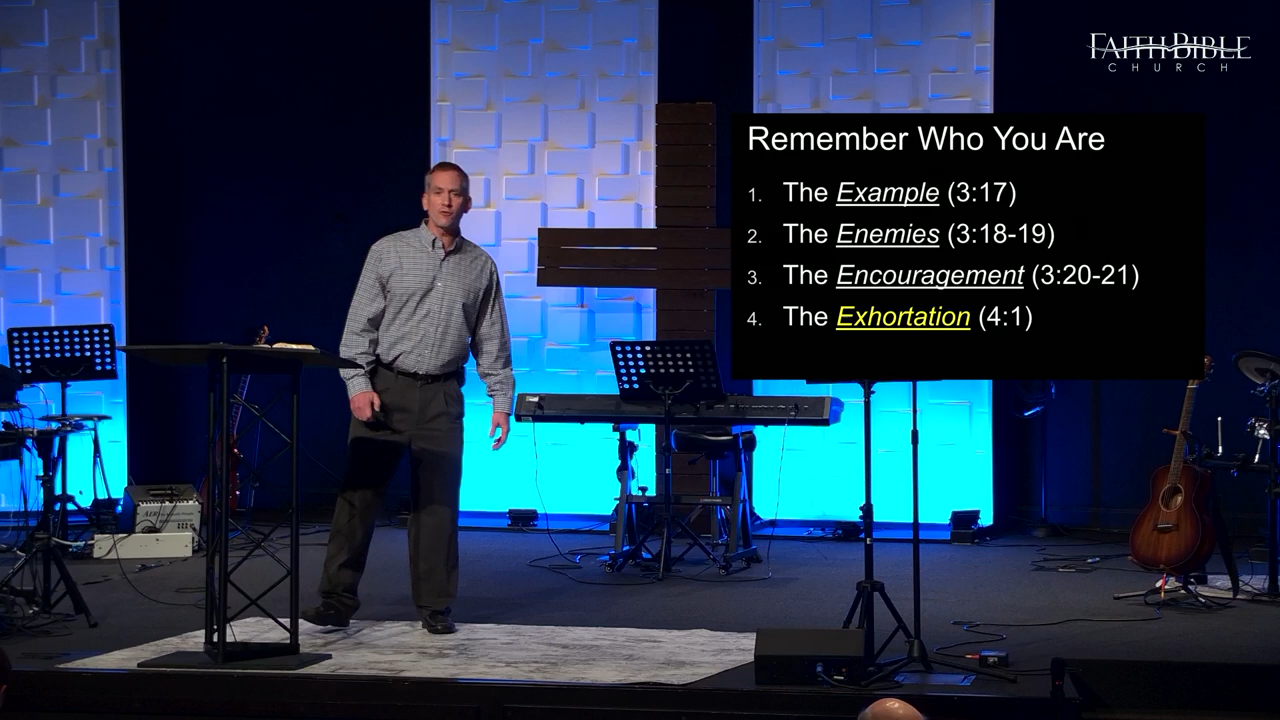 FAITH BIBLE
CHURCH
Remember Who You Are
1. The Example (3:17)
2. The Enemies (3:18-19)
3. The Encouragement (3:20-21)
4. The Exhortation (4:1)
AER